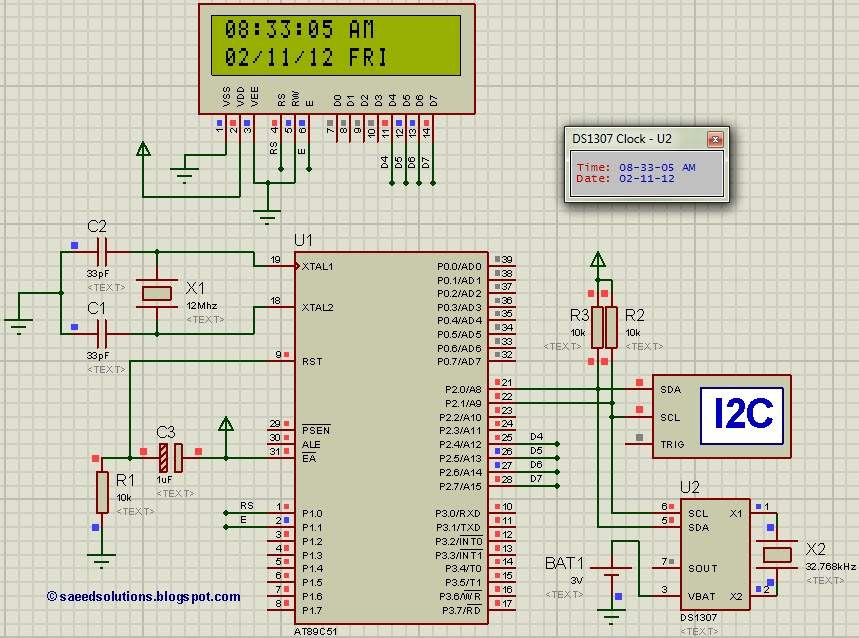 08:33:05 AM
02/11/12 FRI
VSS VDD VEE RS RW E D0 D1 D2 D3 D4 D5 D6 D7
1 2 3 4 5 6 7 8 9 10 11 12 13 14
RS E D4 D5 D6 D7
DS1307 Clock - U2
Time: 08-33-05 AM
Date: 02-11-12
C2
33pF
<TEXT>
X1
12Mhz
<TEXT>
C1
33pF
<TEXT>
U1
19 XTAL1
18 XTAL2
9 RST
29 PSEN
30 ALE
31 EA
1 P1.0
2 P1.1
3 P1.2
4 P1.3
5 P1.4
6 P1.5
7 P1.6
8 P1.7
P0.0/AD0 39
P0.1/AD1 38
P0.2/AD2 37
P0.3/AD3 36
P0.4/AD4 35
P0.5/AD5 34
P0.6/AD6 33
P0.7/AD7 32
P2.0/A8 21
P2.1/A9 22
P2.2/A10 23
P2.3/A11 24
P2.4/A12 25 D4
P2.5/A13 26 D5
P2.6/A14 27 D6
P2.7/A15 28 D7
P3.0/RXD 10
P3.1/TXD 11
P3.2/INT0 12
P3.3/INT1 13
P3.4/T0 14
P3.5/T1 15
P3.6/WR 16
P3.7/RD 17
AT89C51
C3
1uF
<TEXT>
R1
10k
<TEXT>
RS
E
R3
10k
<TEXT>
R2
10k
<TEXT>
SDA
SCL
TRIG
I2C
U2
6 SCL X1 1
5 SDA
7 SOUT
3 VBAT X2 2
DS1307
<TEXT>
BAT1
3V
<TEXT>
X2
32.768kHz
<TEXT>
©saeedsolutions.blogspot.com